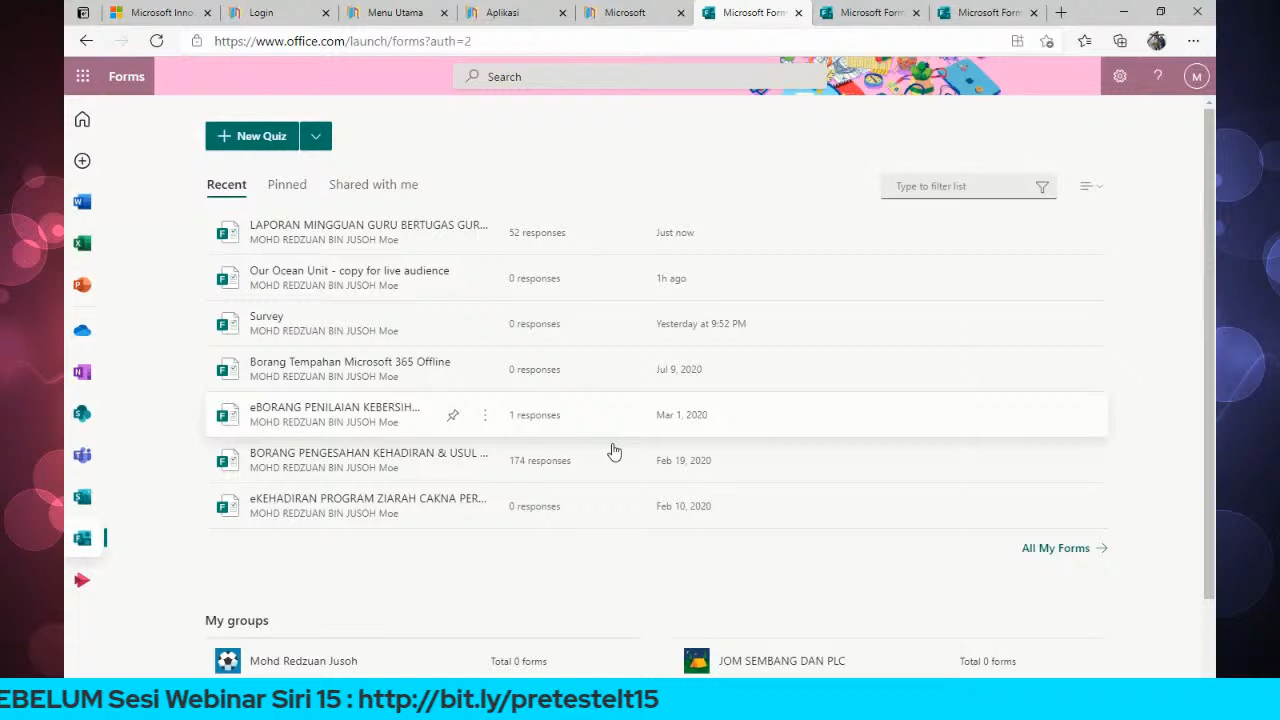 Microsoft Inno
Login
Menu Utama
Aplikasi
Microsoft
Microsoft Form
Microsoft Form
Microsoft Form
https://www.office.com/launch/forms?auth=2
Forms
Search
M
New Quiz
Recent
Pinned
Shared with me
Type to filter list
LAPORAN MINGGUAN GURU BERTUGAS GUR...
MOHD REDZUAN BIN JUSOH Moe
52 responses
Just now
Our Ocean Unit - copy for live audience
MOHD REDZUAN BIN JUSOH Moe
0 responses
1h ago
Survey
MOHD REDZUAN BIN JUSOH Moe
0 responses
Yesterday at 9:52 PM
Borang Tempahan Microsoft 365 Offline
MOHD REDZUAN BIN JUSOH Moe
0 responses
Jul 9, 2020
eBORANG PENILAIAN KEBERSIH...
MOHD REDZUAN BIN JUSOH Moe
1 responses
Mar 1, 2020
BORANG PENGESAHAN KEHADIRAN & USUL ...
MOHD REDZUAN BIN JUSOH Moe
174 responses
Feb 19, 2020
eKEHADIRAN PROGRAM ZIARAH CAKNA PER...
MOHD REDZUAN BIN JUSOH Moe
0 responses
Feb 10, 2020
All My Forms
My groups
Mohd Redzuan Jusoh
Total 0 forms
JOM SEMBANG DAN PLC
Total 0 forms
EBELUM Sesi Webinar Siri 15 : http://bit.ly/pretestelt15